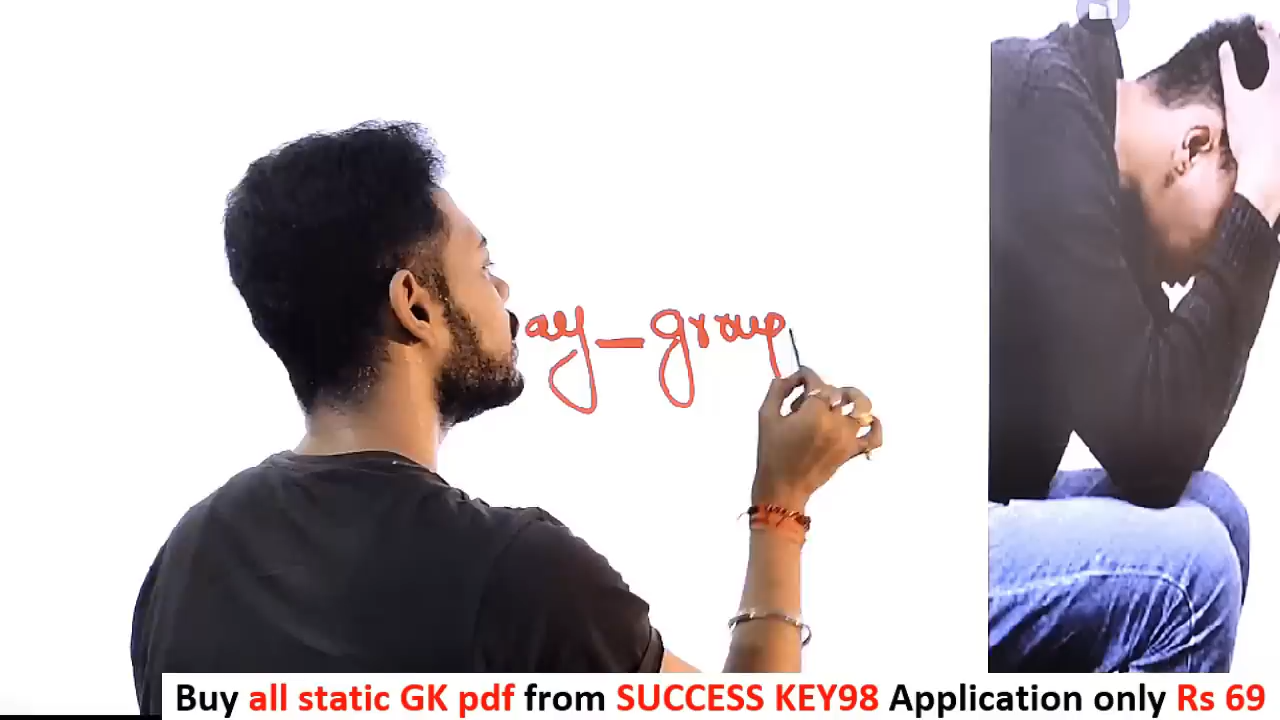 ay - group
Buy all static GK pdf from SUCCESS KEY98 Application only Rs 69